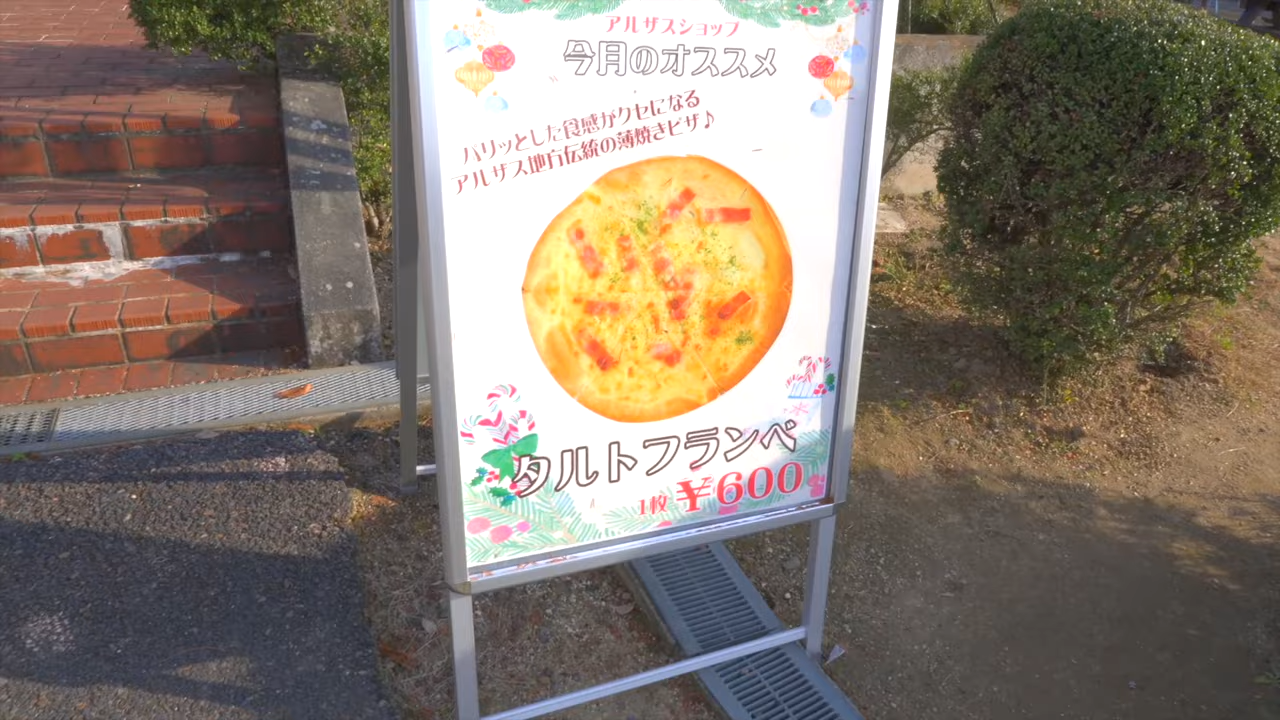 アルザスショップ
今月のオススメ
パリッとした食感がクセになる
アルザス地方伝統の薄焼きピザ♪
タルトフランベ
1枚 ¥600